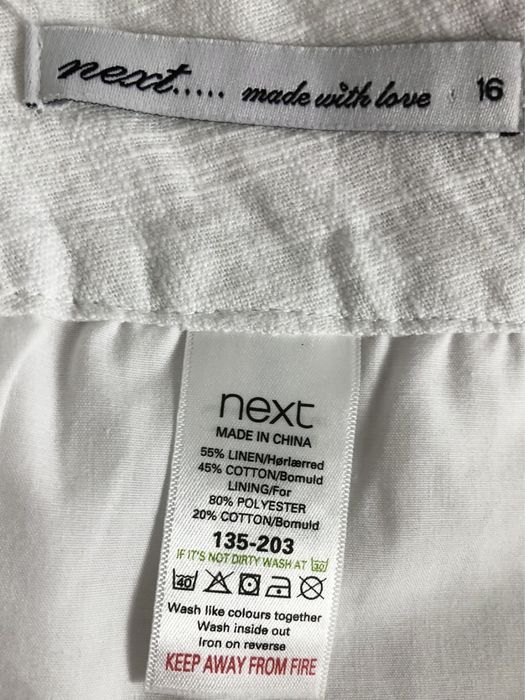 next..... made with love 16
next
MADE IN CHINA
55% LINEN/Hørlærred
45% COTTON/Bomuld
LINING/For
80% POLYESTER
20% COTTON/Bomuld
135-203
IF IT'S NOT DIRTY WASH AT 30
40
Wash like colours together
Wash inside out
Iron on reverse
KEEP AWAY FROM FIRE